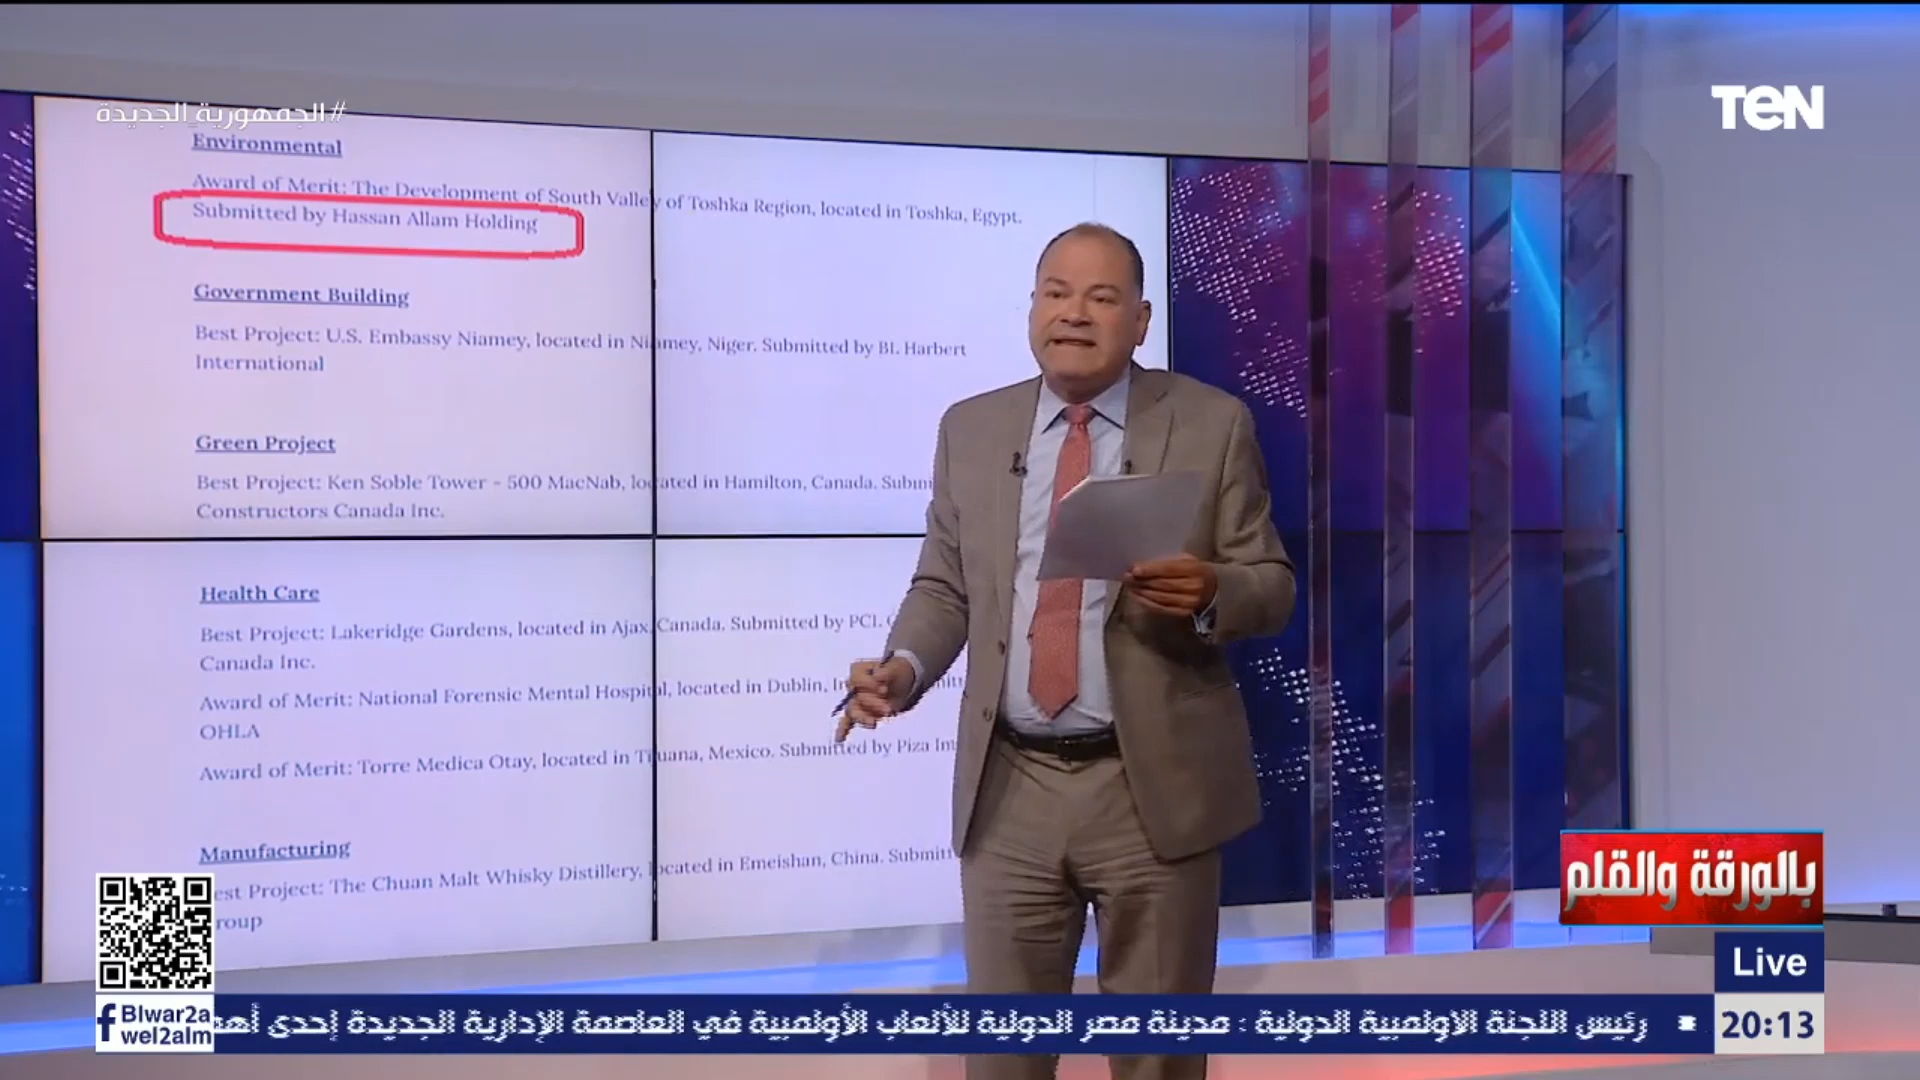 #الجمهورية_الجديدة
TEN
Environmental
Award of Merit: The Development of South Valley of Toshka Region, located in Toshka, Egypt.
Submitted by Hassan Allam Holding
Government Building
Best Project: U.S. Embassy Niamey, located in Niamey, Niger. Submitted by BL Harbert
International
Green Project
Best Project: Ken Soble Tower - 500 MacNab, located in Hamilton, Canada. Submi
Constructors Canada Inc.
Health Care
Best Project: Lakeridge Gardens, located in Ajax, Canada. Submitted by PCL
Canada Inc.
Award of Merit: National Forensic Mental Hospital, located in Dublin,
OHLA
Award of Merit: Torre Medica Otay, located in Tijuana, Mexico. Submitted by Piza
Manufacturing
est Project: The Chuan Malt Whisky Distillery, located in Emeishan, China. Submit
roup
بالورقة والقلم
Live
20:13
Blwar2a
wel2alm
رئيس اللجنة الاولمبية الدولية : مدينة مصر الدولية للألعاب الأولمبية في العاصمة الإدارية الجديدة إحدى أهم